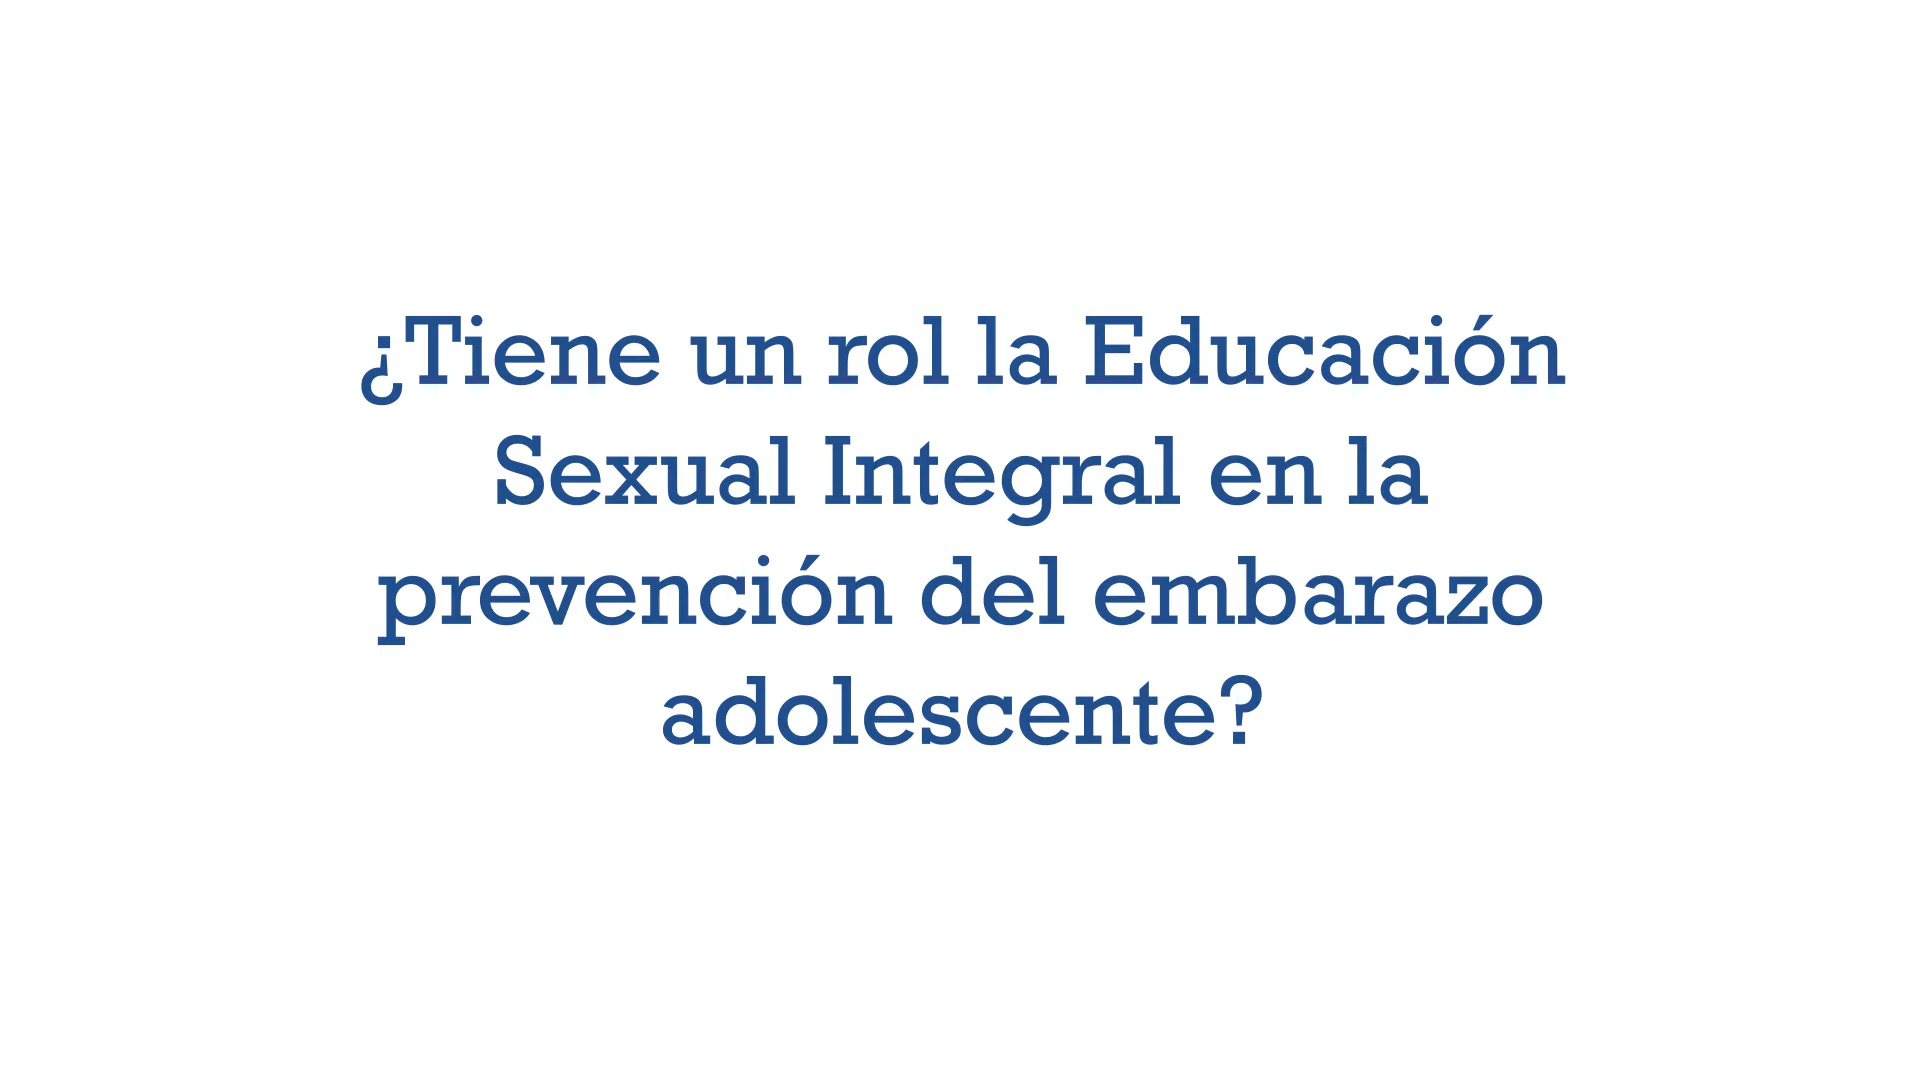 ¿Tiene un rol la Educación
Sexual Integral en la
prevención del embarazo
adolescente?